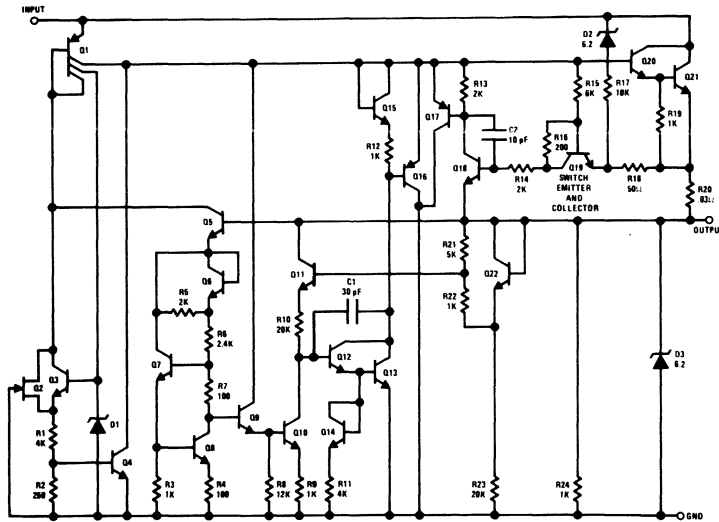 INPUT
Q1
D2
6.2
Q20
Q21
Q15
Q17
R13
2K
R15
6K
R17
10K
R19
1K
R12
1K
C2
10 pF
R16
200
Q16
Q18
R14
2K
Q19
SWITCH
EMITTER
AND
COLLECTOR
R18
50Ω
R20
.03Ω
OUTPU
Q5
Q6
R5
2K
Q11
C1
30 pF
R21
5K
Q22
R10
20K
R22
1K
R6
2.4K
D3
6.2
Q2
Q3
Q7
Q12
Q13
R7
100
D1
R1
4K
Q9
Q14
Q4
Q8
Q10
R2
250
R3
1K
R4
100
R8
12K
R9
1K
R11
4K
R23
20K
R24
1K
GND